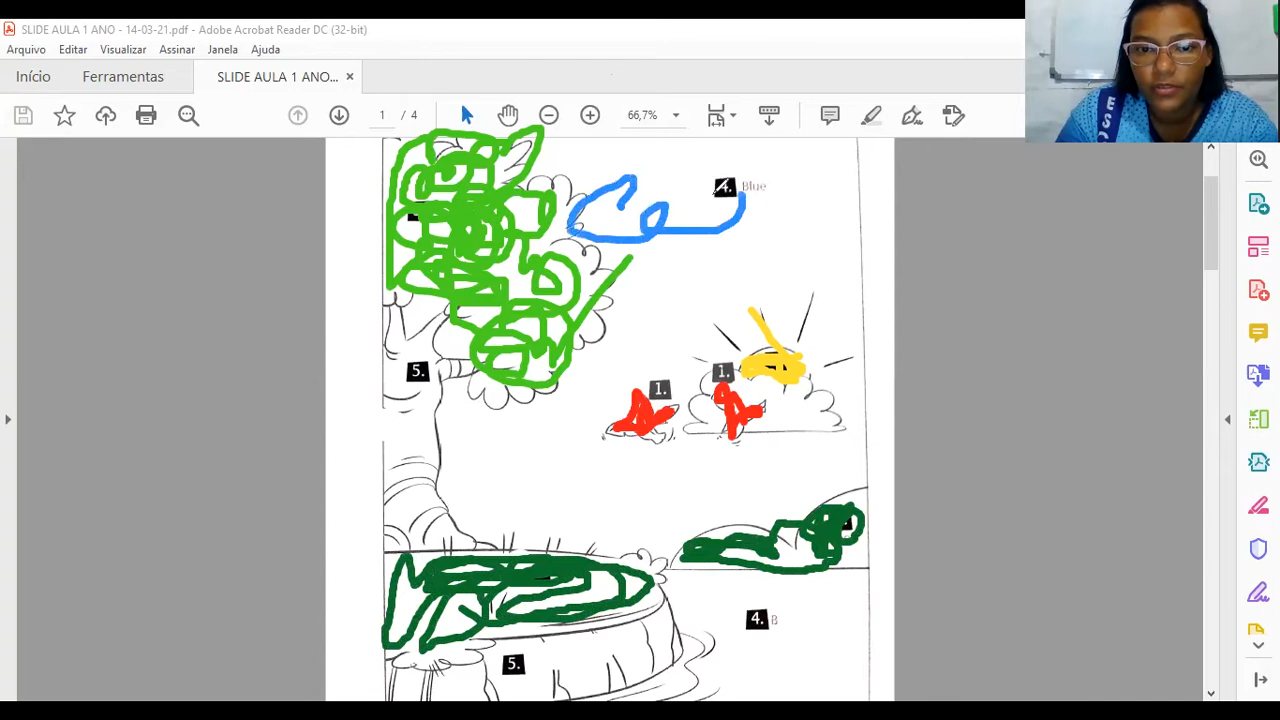 SLIDE AULA 1 ANO - 14-03-21.pdf - Adobe Acrobat Reader DC (32-bit)
Arquivo Editar Visualizar Assinar Janela Ajuda
Início Ferramentas SLIDE AULA 1 ANO... ×
1 / 4 66,7%
4. Blue
5.
1. 1.
4. B
5.